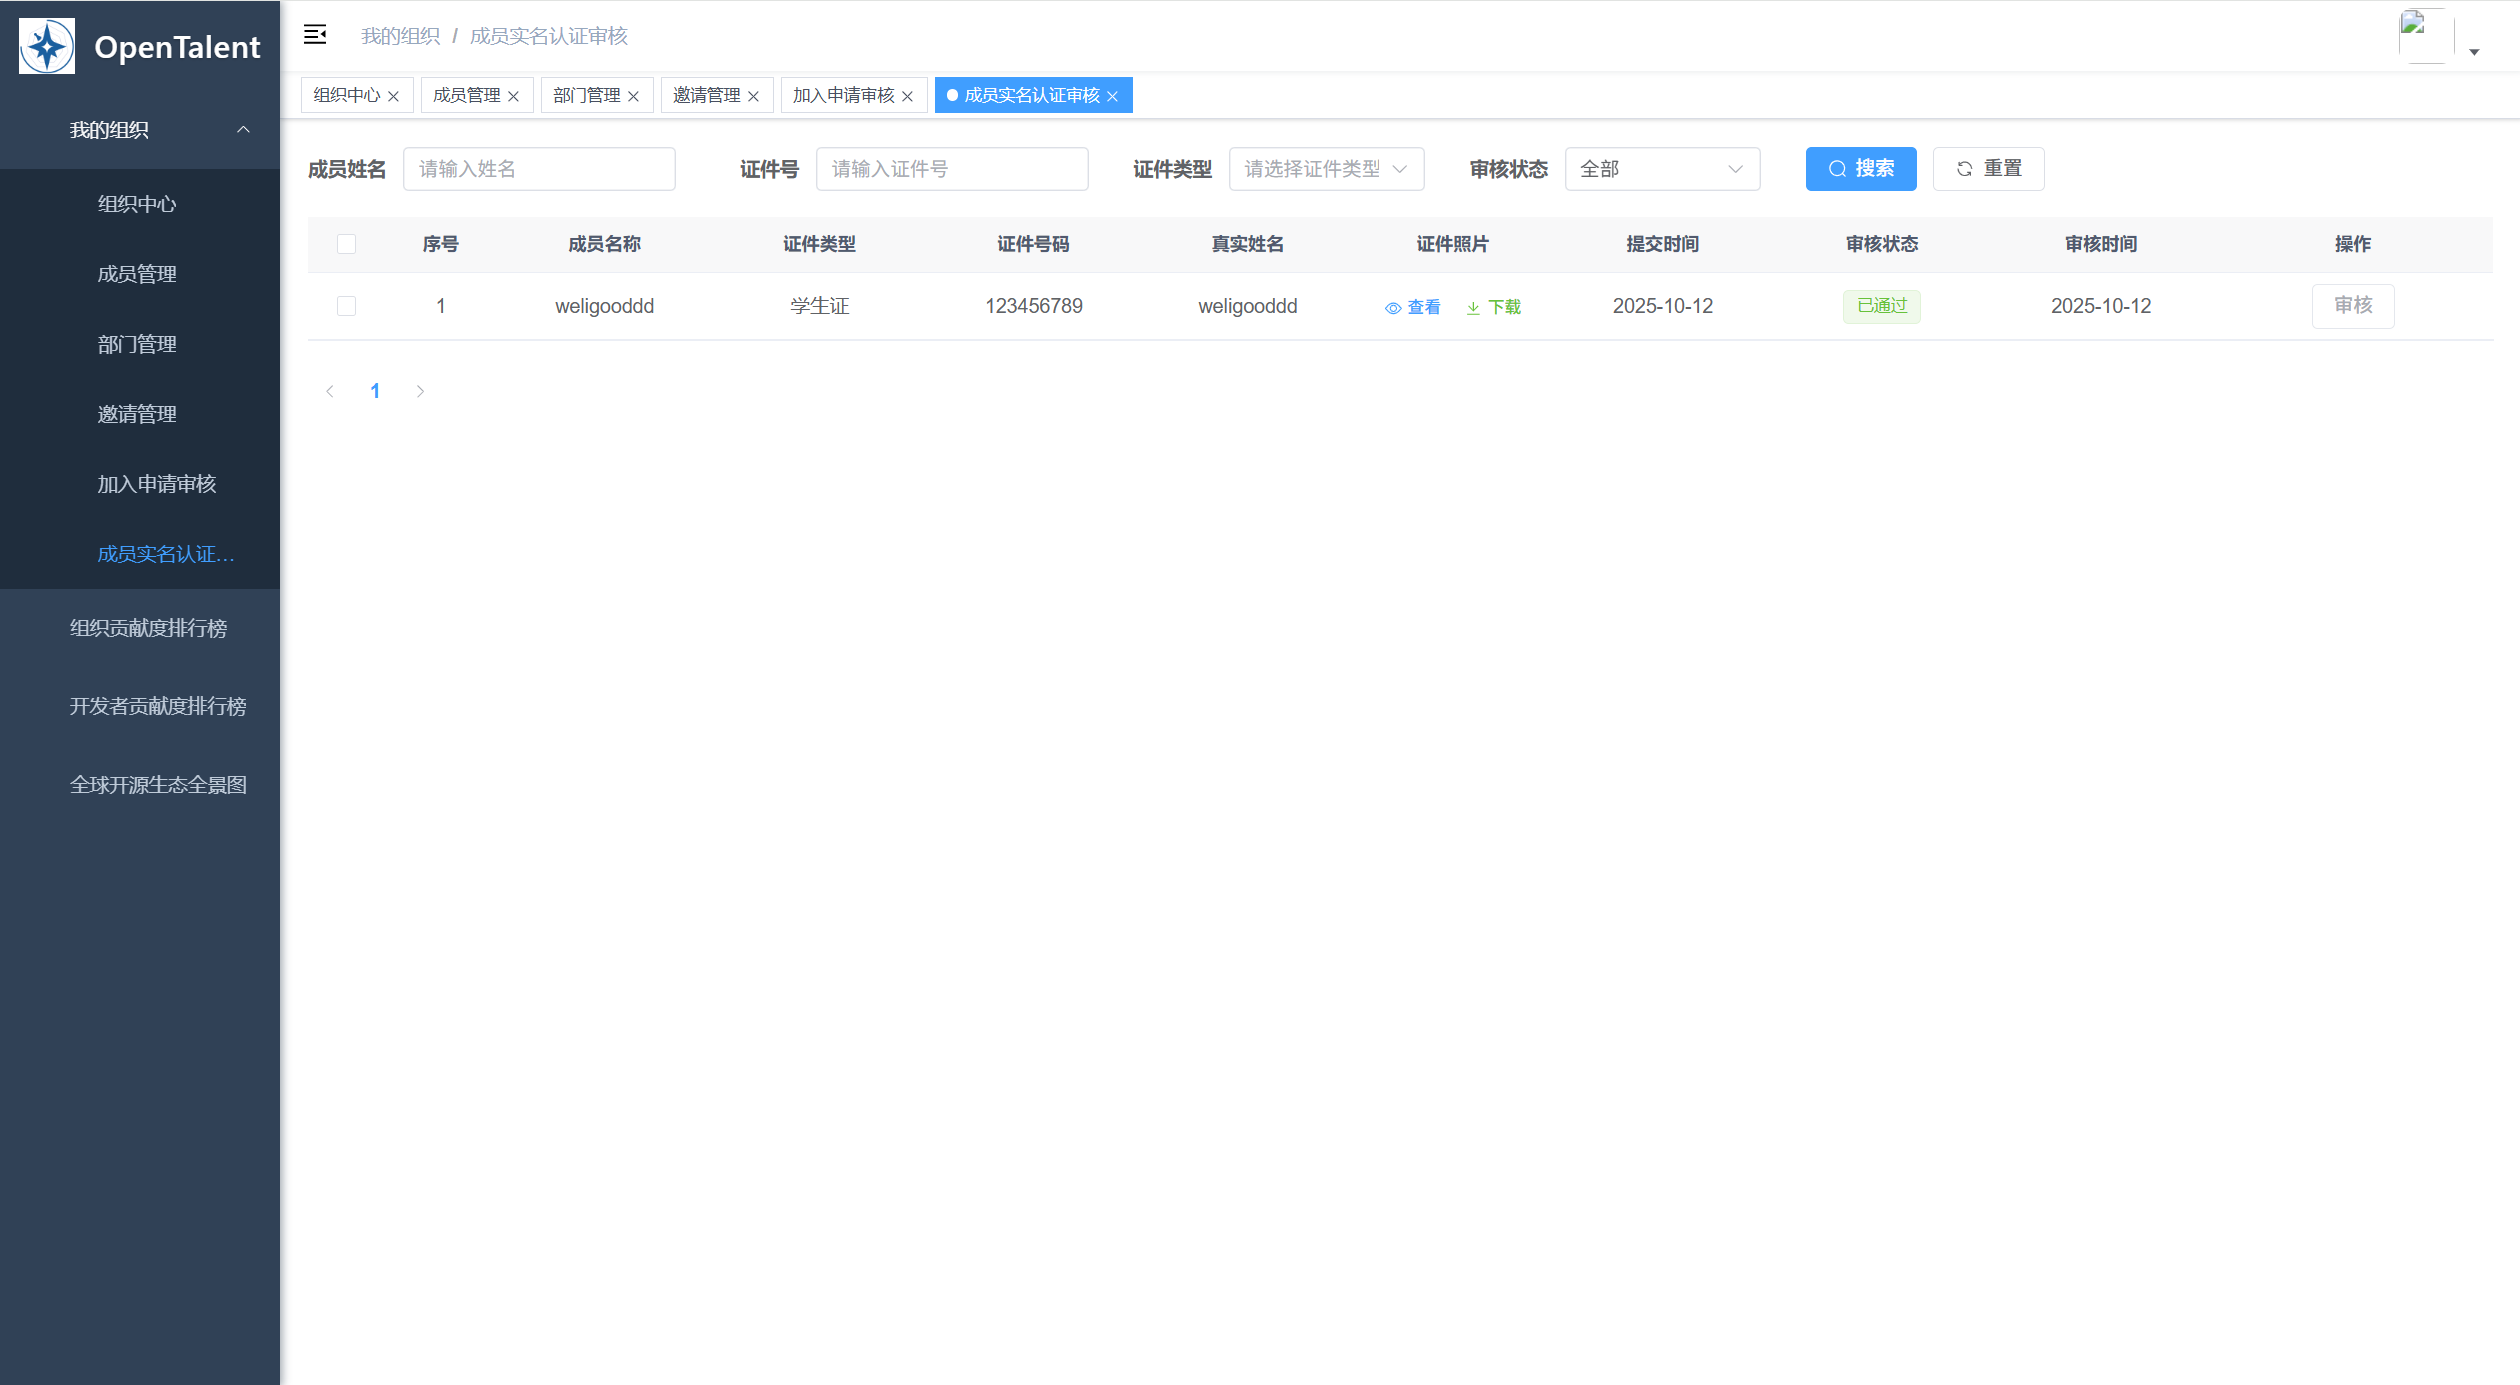 OpenTalent
我的组织
组织中心
成员管理
部门管理
邀请管理
加入申请审核
成员实名认证...
组织贡献度排行榜
开发者贡献度排行榜
全球开源生态全景图
我的组织 / 成员实名认证审核
组织中心 成员管理 部门管理 邀请管理 加入申请审核 成员实名认证审核
成员姓名 请输入姓名 证件号 请输入证件号 证件类型 请选择证件类型 审核状态 全部 搜索 重置
序号 成员名称 证件类型 证件号码 真实姓名 证件照片 提交时间 审核状态 审核时间 操作
1 weligooddd 学生证 123456789 weligooddd 查看 下载 2025-10-12 已通过 2025-10-12 审核
1